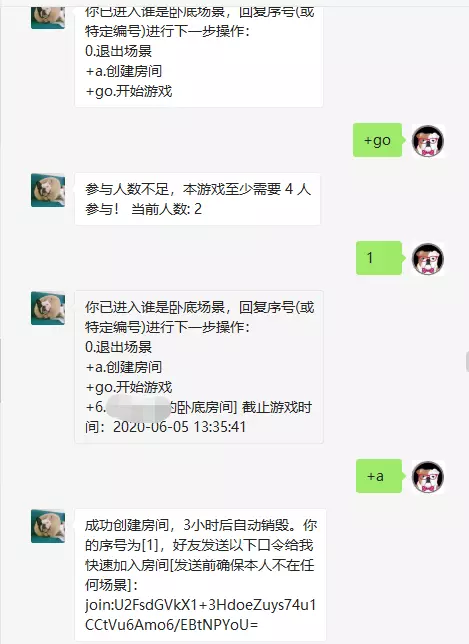 你已进入谁是卧底场景，回复序号(或
特定编号)进行下一步操作：
0.退出场景
+a.创建房间
+go.开始游戏
+go
参与人数不足，本游戏至少需要 4 人
参与！ 当前人数: 2
1
你已进入谁是卧底场景，回复序号(或
特定编号)进行下一步操作：
0.退出场景
+a.创建房间
+go.开始游戏
+6. 的卧底房间] 截止游戏时
间：2020-06-05 13:35:41
+a
成功创建房间，3小时后自动销毁。你
的序号为[1]，好友发送以下口令给我
快速加入房间[发送前确保本人不在任
何场景]：
join:U2FsdGVkX1+3HdoeZuys74u1
CCtVu6Amo6/EBtNPYoU=